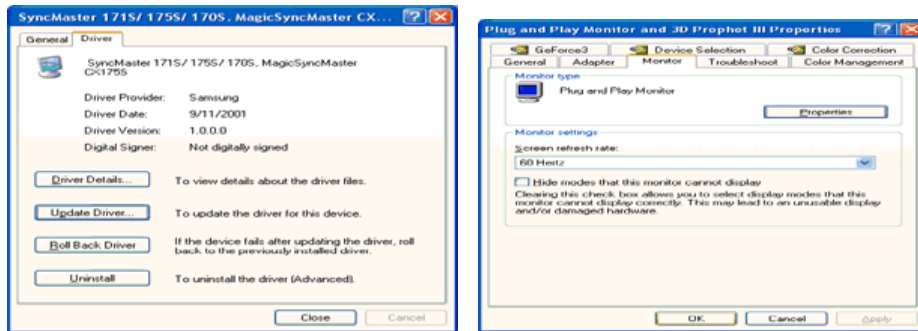 SyncMaster 171S/ 175S/ 170S, MagicSyncMaster CX...
General Driver
SyncMaster 171S/ 175S/ 170S, MagicSyncMaster
CX175S
Driver Provider: Samsung
Driver Date: 9/11/2001
Driver Version: 1.0.0.0
Digital Signer: Not digitally signed
Driver Details... To view details about the driver files.
Update Driver... To update the driver for this device.
Roll Back Driver If the device fails after updating the driver, roll
back to the previously installed driver.
Uninstall To uninstall the driver (Advanced).
Close Cancel
Plug and Play Monitor and 3D Prophet III Properties
GeForce3 Device Selection Color Correction
General Adapter Monitor Troubleshoot Color Management
Monitor type
Plug and Play Monitor
Properties
Monitor settings
Screen refresh rate:
60 Hertz
Hide modes that this monitor cannot display
Clearing this check box allows you to select display modes that this
monitor cannot display correctly. This may lead to an unusable display
and/or damaged hardware.
OK Cancel Apply